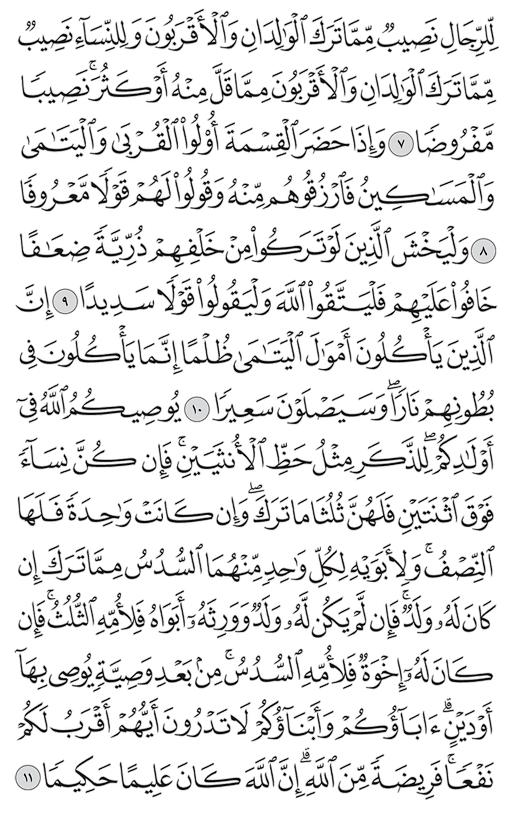 لِّلرِّجَالِ نَصِيبٌ مِّمَّا تَرَكَ ٱلْوَٰلِدَانِ وَٱلْأَقْرَبُونَ وَلِلنِّسَآءِ نَصِيبٌ
مِّمَّا تَرَكَ ٱلْوَٰلِدَانِ وَٱلْأَقْرَبُونَ مِمَّا قَلَّ مِنْهُ أَوْ كَثُرَ ۚ نَصِيبًا
مَّفْرُوضًا ٧ وَإِذَا حَضَرَ ٱلْقِسْمَةَ أُو۟لُوا۟ ٱلْقُرْبَىٰ وَٱلْيَتَٰمَىٰ
وَٱلْمَسَٰكِينُ فَٱرْزُقُوهُم مِّنْهُ وَقُولُوا۟ لَهُمْ قَوْلًا مَّعْرُوفًا
٨ وَلْيَخْشَ ٱلَّذِينَ لَوْ تَرَكُوا۟ مِنْ خَلْفِهِمْ ذُرِّيَّةً ضِعَٰفًا
خَافُوا۟ عَلَيْهِمْ فَلْيَتَّقُوا۟ ٱللَّهَ وَلْيَقُولُوا۟ قَوْلًا سَدِيدًا ٩ إِنَّ
ٱلَّذِينَ يَأْكُلُونَ أَمْوَٰلَ ٱلْيَتَٰمَىٰ ظُلْمًا إِنَّمَا يَأْكُلُونَ فِى
بُطُونِهِمْ نَارًا ۖ وَسَيَصْلَوْنَ سَعِيرًا ١٠ يُوصِيكُمُ ٱللَّهُ فِىٓ
أَوْلَٰدِكُمْ ۖ لِلذَّكَرِ مِثْلُ حَظِّ ٱلْأُنثَيَيْنِ ۚ فَإِن كُنَّ نِسَآءً
فَوْقَ ٱثْنَتَيْنِ فَلَهُنَّ ثُلُثَا مَا تَرَكَ ۖ وَإِن كَانَتْ وَٰحِدَةً فَلَهَا
ٱلنِّصْفُ ۚ وَلِأَبَوَيْهِ لِكُلِّ وَٰحِدٍ مِّنْهُمَا ٱلسُّدُسُ مِمَّا تَرَكَ إِن
كَانَ لَهُۥ وَلَدٌ ۚ فَإِن لَّمْ يَكُن لَّهُۥ وَلَدٌ وَوَرِثَهُۥٓ أَبَوَاهُ فَلِأُمِّهِ ٱلثُّلُثُ ۚ فَإِن
كَانَ لَهُۥٓ إِخْوَةٌ فَلِأُمِّهِ ٱلسُّدُسُ ۚ مِنۢ بَعْدِ وَصِيَّةٍ يُوصِى بِهَآ
أَوْ دَيْنٍ ۗ ءَابَآؤُكُمْ وَأَبْنَآؤُكُمْ لَا تَدْرُونَ أَيُّهُمْ أَقْرَبُ لَكُمْ
نَفْعًا ۚ فَرِيضَةً مِّنَ ٱللَّهِ ۗ إِنَّ ٱللَّهَ كَانَ عَلِيمًا حَكِيمًا ١١